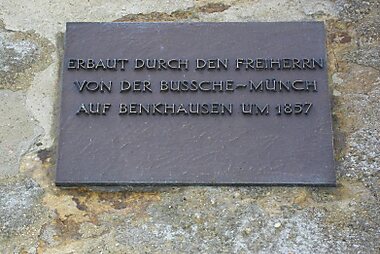 ERBAUT DURCH DEN FREIHERRN
VON DER BUSSCHE~MÜNCH
AUF BENKHAUSEN UM 1857